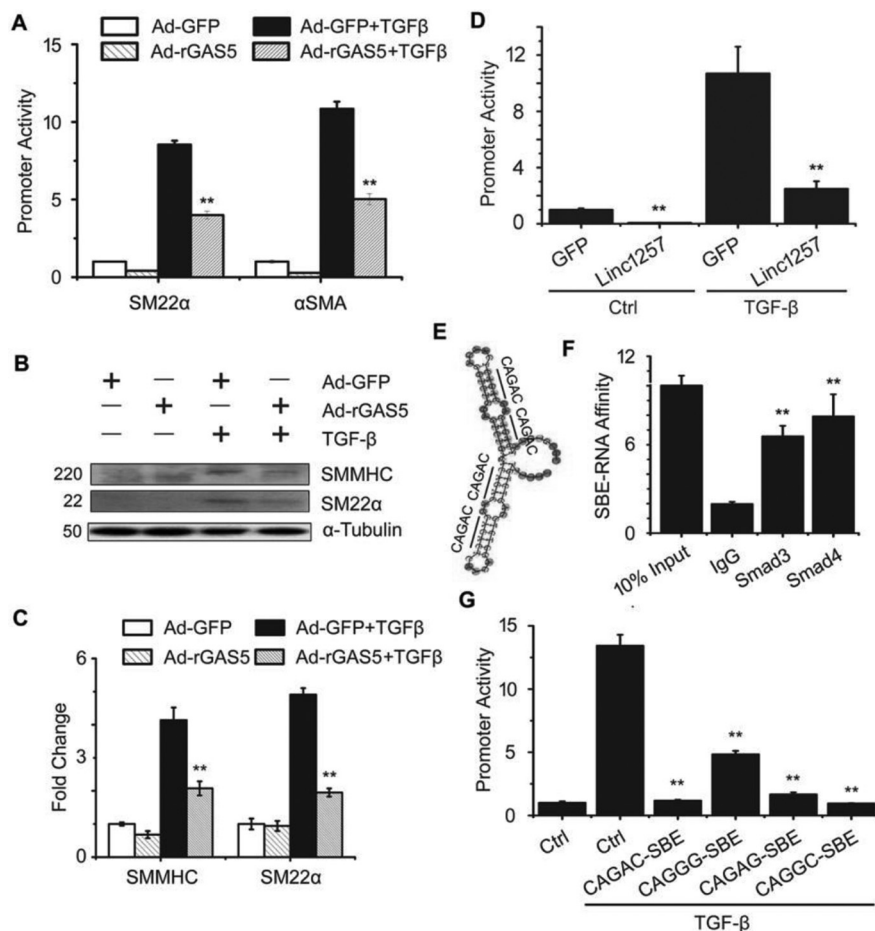 A
Ad-GFP Ad-GFP+TGFβ
Ad-rGAS5 Ad-rGAS5+TGFβ
Promoter Activity
15
10
5
0
SM22α αSMA
** **
B
+ — + — Ad-GFP
— + — + Ad-rGAS5
— — + + TGF-β
220 SMMHC
22 SM22α
50 α-Tubulin
C
Ad-GFP Ad-GFP+TGFβ
Ad-rGAS5 Ad-rGAS5+TGFβ
Fold Change
6
4
2
0
** **
SMMHC SM22α
D
Promoter Activity
12
8
4
2
0
** **
GFP Linc1257 GFP Linc1257
Ctrl TGF-β
E
CAGAC CAGAC
CAGAC CAGAC
F
SBE-RNA Affinity
12
9
6
3
0
** **
10% Input IgG Smad3 Smad4
G
Promoter Activity
15
10
5
0
** ** ** **
Ctrl Ctrl CAGAC-SBE CAGGG-SBE CAGAG-SBE CAGGC-SBE
TGF-β